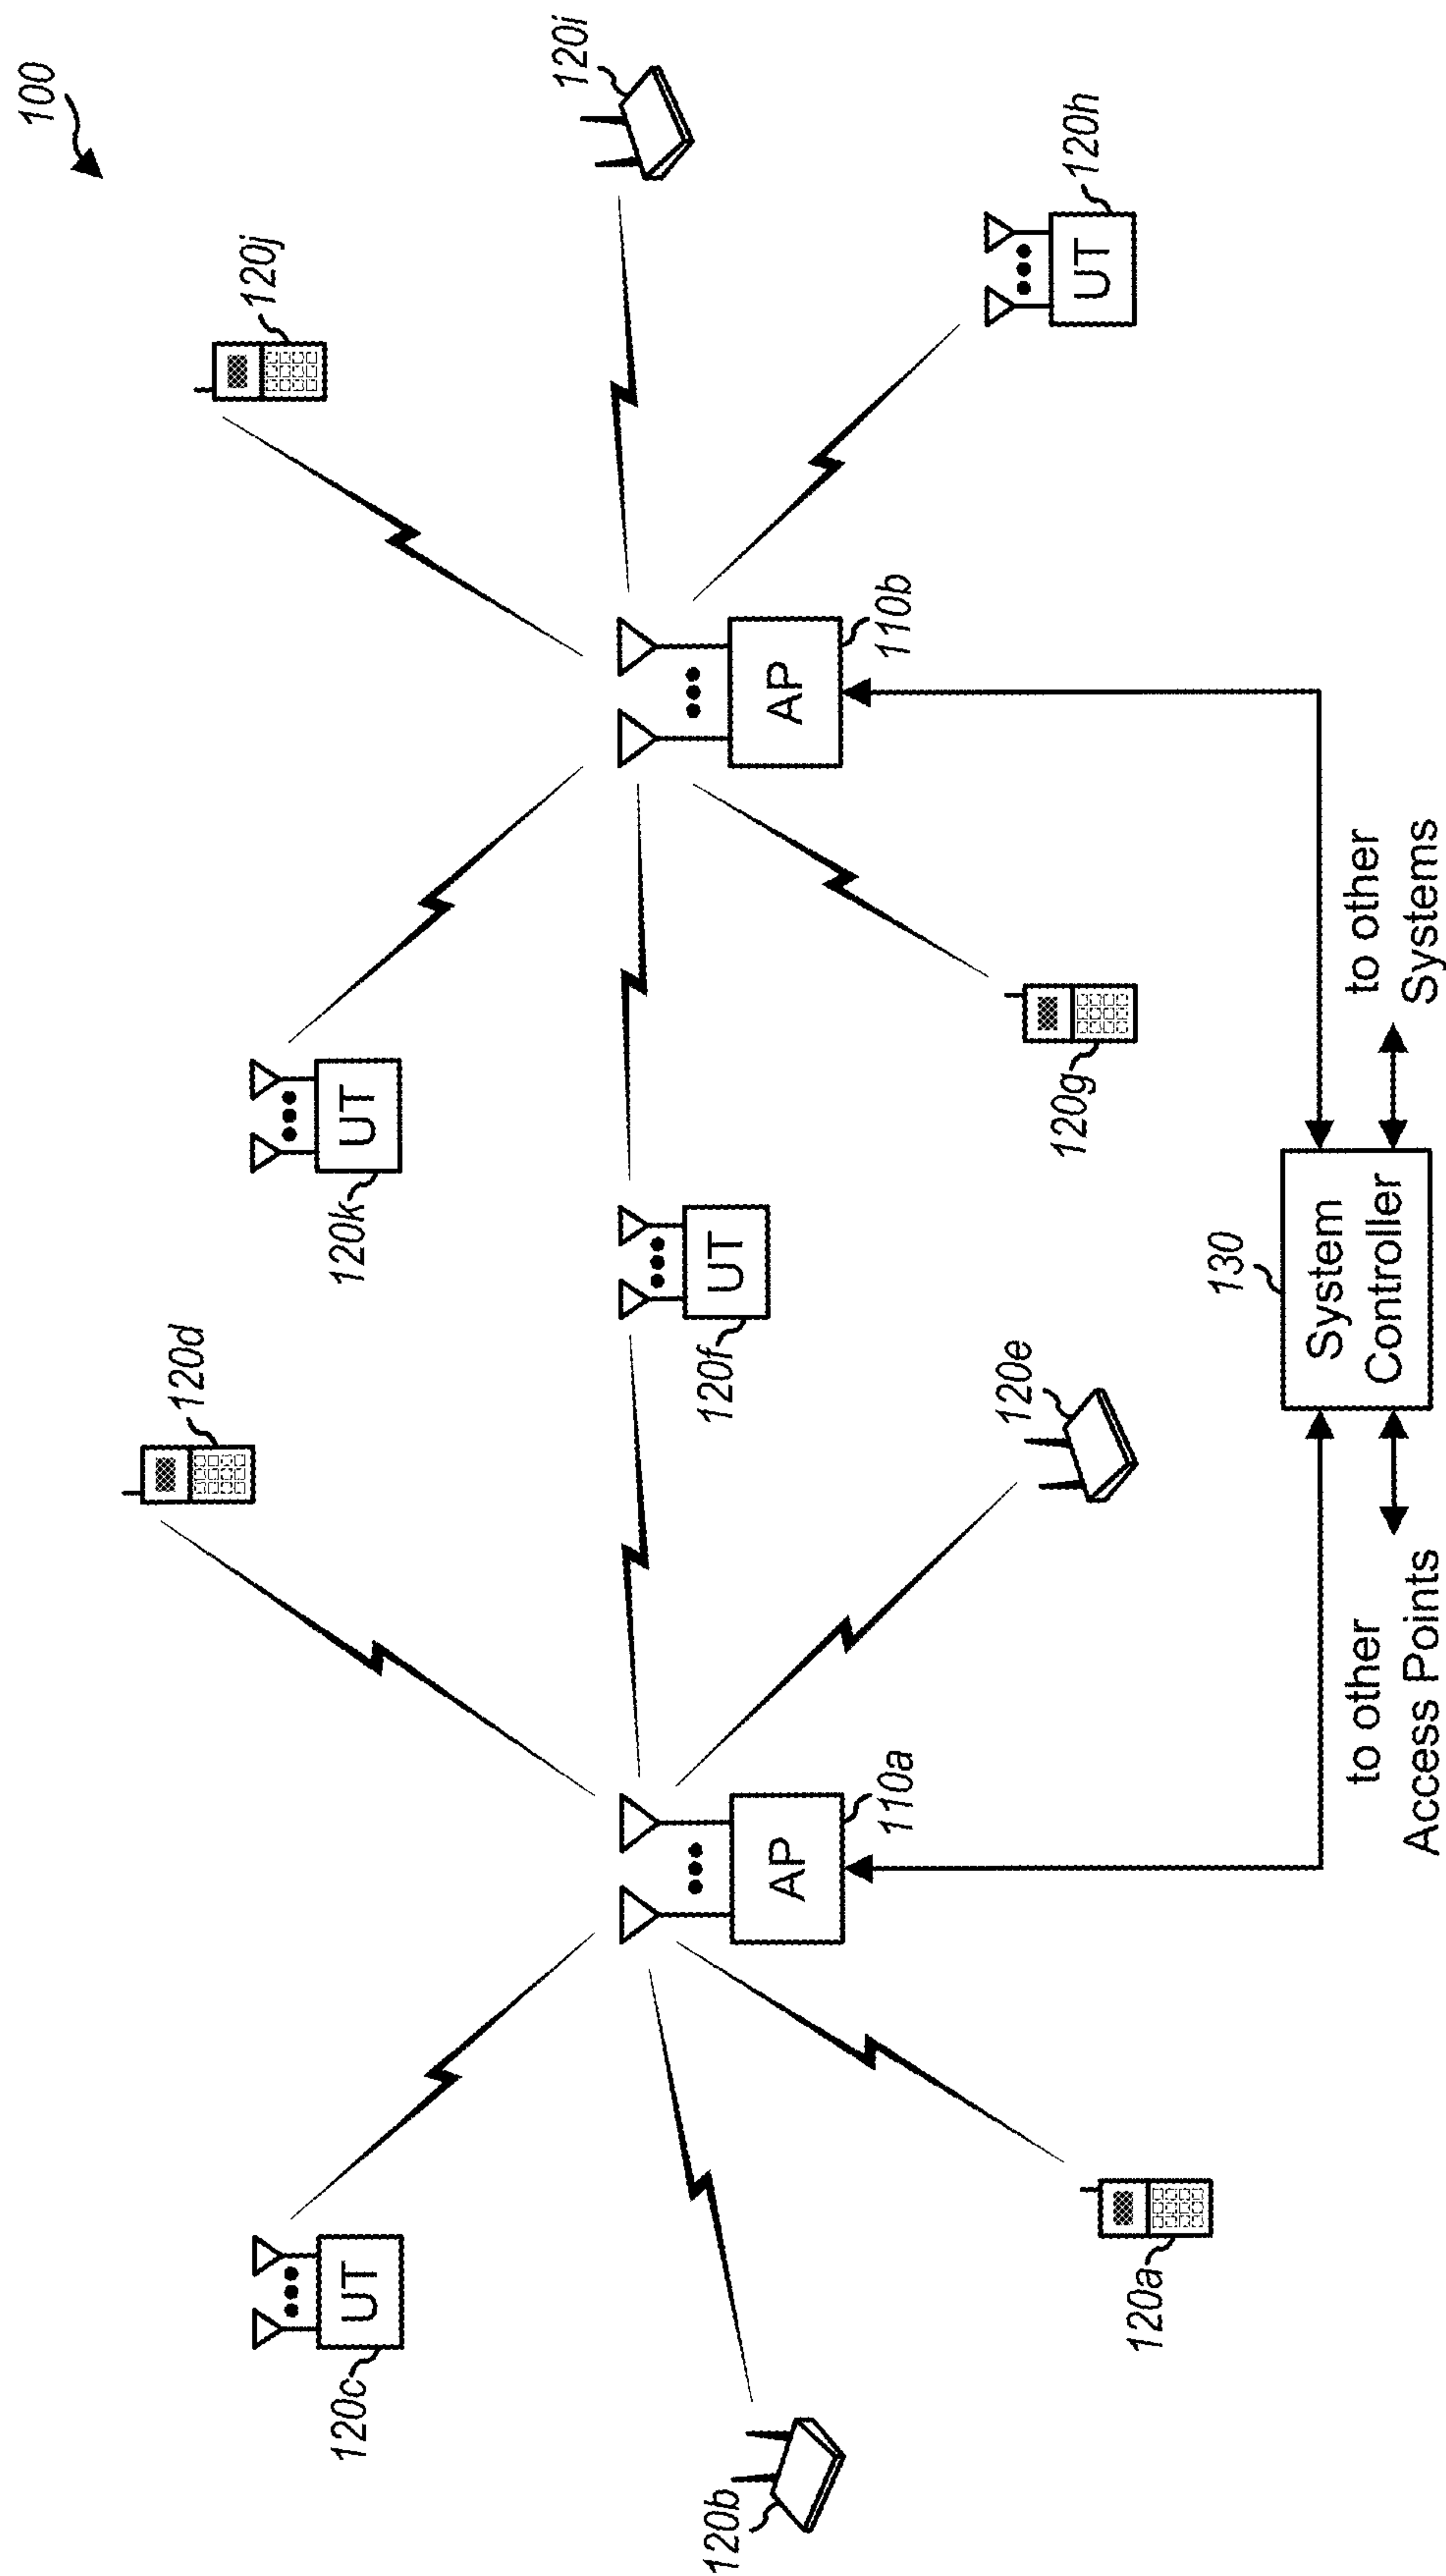 100
120d
120j
120c
UT
120k
UT
120i
120b
AP
110a
120f
UT
AP
110b
120a
120e
120g
UT
120h
130
System
Controller
to other
Access Points
to other
Systems